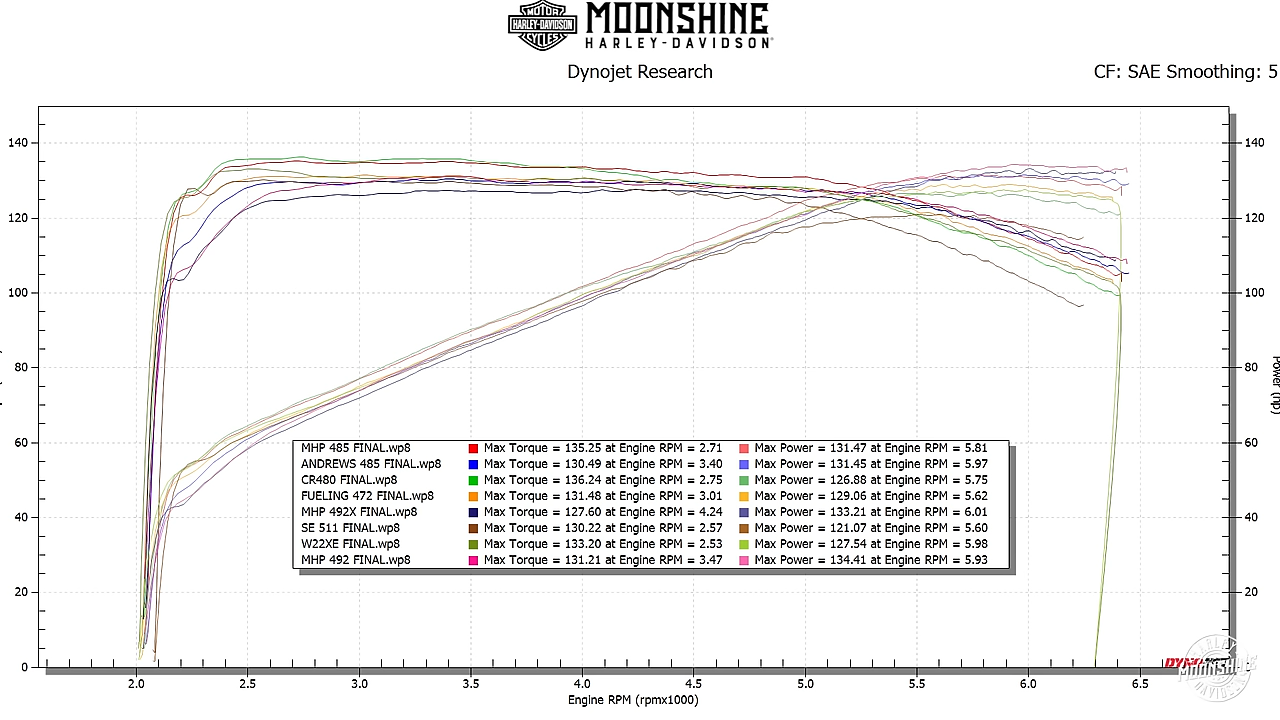 MOTOR
HARLEY-DAVIDSON
CYCLES
MOONSHINE
HARLEY-DAVIDSON
Dynojet Research
CF: SAE Smoothing: 5
140 140
120 120
100 100
80 80
Power (hp)
60 60
MHP 485 FINAL.wp8 Max Torque = 135.25 at Engine RPM = 2.71 Max Power = 131.47 at Engine RPM = 5.81
ANDREWS 485 FINAL.wp8 Max Torque = 130.49 at Engine RPM = 3.40 Max Power = 131.45 at Engine RPM = 5.97
CR480 FINAL.wp8 Max Torque = 136.24 at Engine RPM = 2.75 Max Power = 126.88 at Engine RPM = 5.75
FUELING 472 FINAL.wp8 Max Torque = 131.48 at Engine RPM = 3.01 Max Power = 129.06 at Engine RPM = 5.62
MHP 492X FINAL.wp8 Max Torque = 127.60 at Engine RPM = 4.24 Max Power = 133.21 at Engine RPM = 6.01
SE 511 FINAL.wp8 Max Torque = 130.22 at Engine RPM = 2.57 Max Power = 121.07 at Engine RPM = 5.60
W22XE FINAL.wp8 Max Torque = 133.20 at Engine RPM = 2.53 Max Power = 127.54 at Engine RPM = 5.98
MHP 492 FINAL.wp8 Max Torque = 131.21 at Engine RPM = 3.47 Max Power = 134.41 at Engine RPM = 5.93
40 40
20 20
0
MOONSHINE
2.0 2.5 3.0 3.5 4.0 4.5 5.0 5.5 6.0 6.5
Engine RPM (rpmx1000)